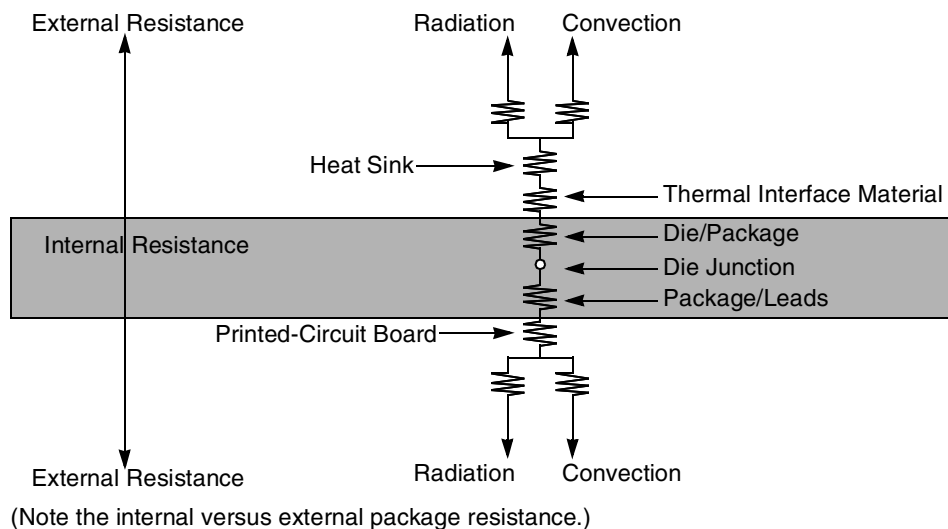 External Resistance
Radiation
Convection
Heat Sink
Thermal Interface Material
Internal Resistance
Die/Package
Die Junction
Package/Leads
Printed-Circuit Board
External Resistance
Radiation
Convection
(Note the internal versus external package resistance.)